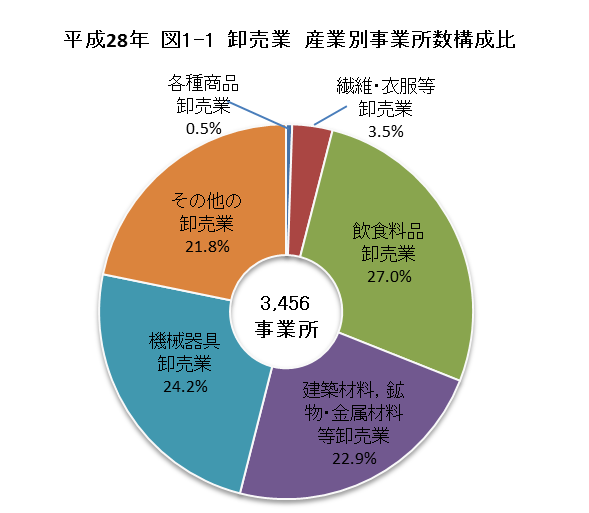 平成28年 図1-1 卸売業 産業別事業所数構成比
各種商品
卸売業
0.5%
繊維・衣服等
卸売業
3.5%
飲食料品
卸売業
27.0%
建築材料，鉱
物・金属材料
等卸売業
22.9%
機械器具
卸売業
24.2%
その他の
卸売業
21.8%
3,456
事業所